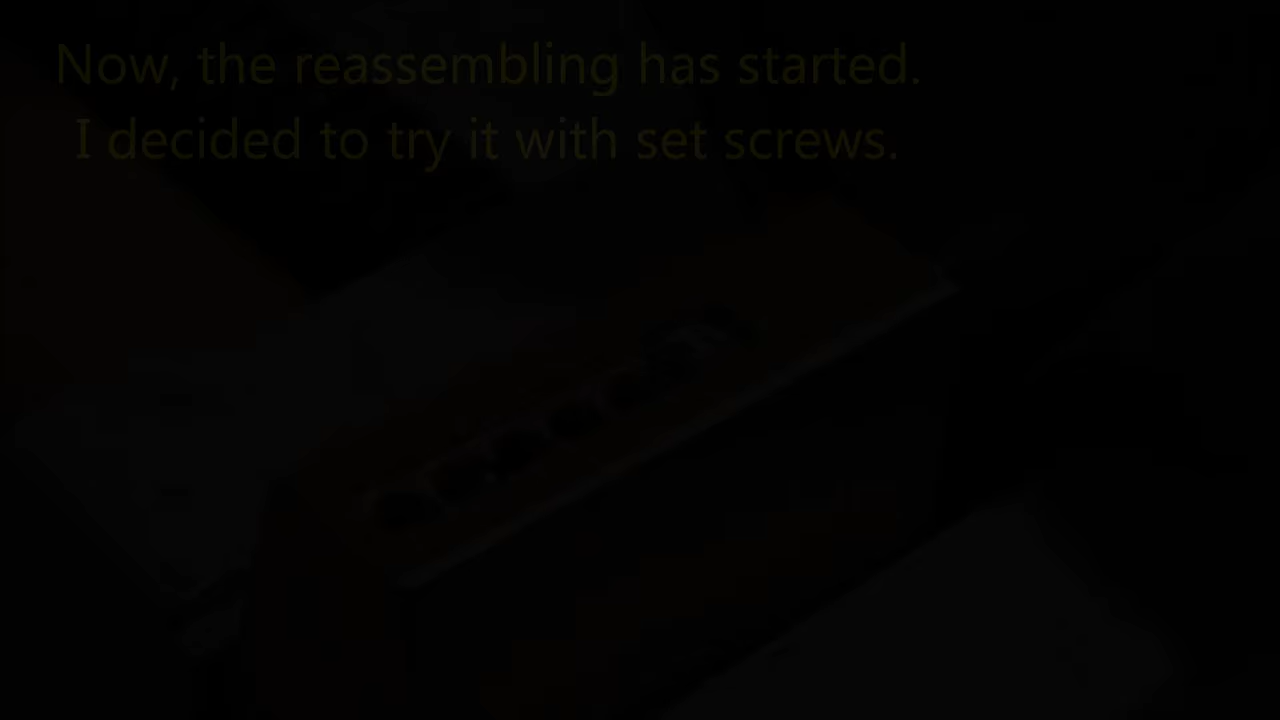 Now, the reassembling has started.
I decided to try it with set screws.